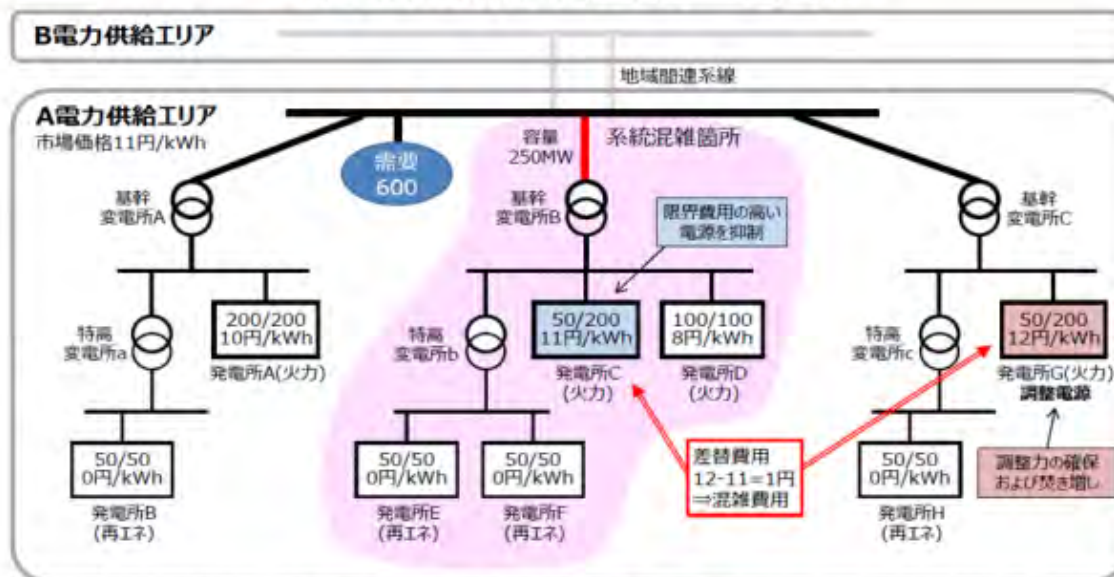 B電力供給エリア
地域間連系線
A電力供給エリア
市場価格11円/kWh
需要
600
容量
250MW
系統混雑箇所
基幹
変電所A
基幹
変電所B
基幹
変電所C
限界費用の高い
電源を抑制
特高
変電所a
200/200
10円/kWh
発電所A(火力)
特高
変電所b
50/200
11円/kWh
発電所C
(火力)
100/100
8円/kWh
発電所D
(火力)
特高
変電所c
50/200
12円/kWh
発電所G(火力)
調整電源
50/50
0円/kWh
発電所B
(再エネ)
50/50
0円/kWh
発電所E
(再エネ)
50/50
0円/kWh
発電所F
(再エネ)
差替費用
12-11=1円
⇒混雑費用
50/50
0円/kWh
発電所H
(再エネ)
調整力の確保
および焚き増し